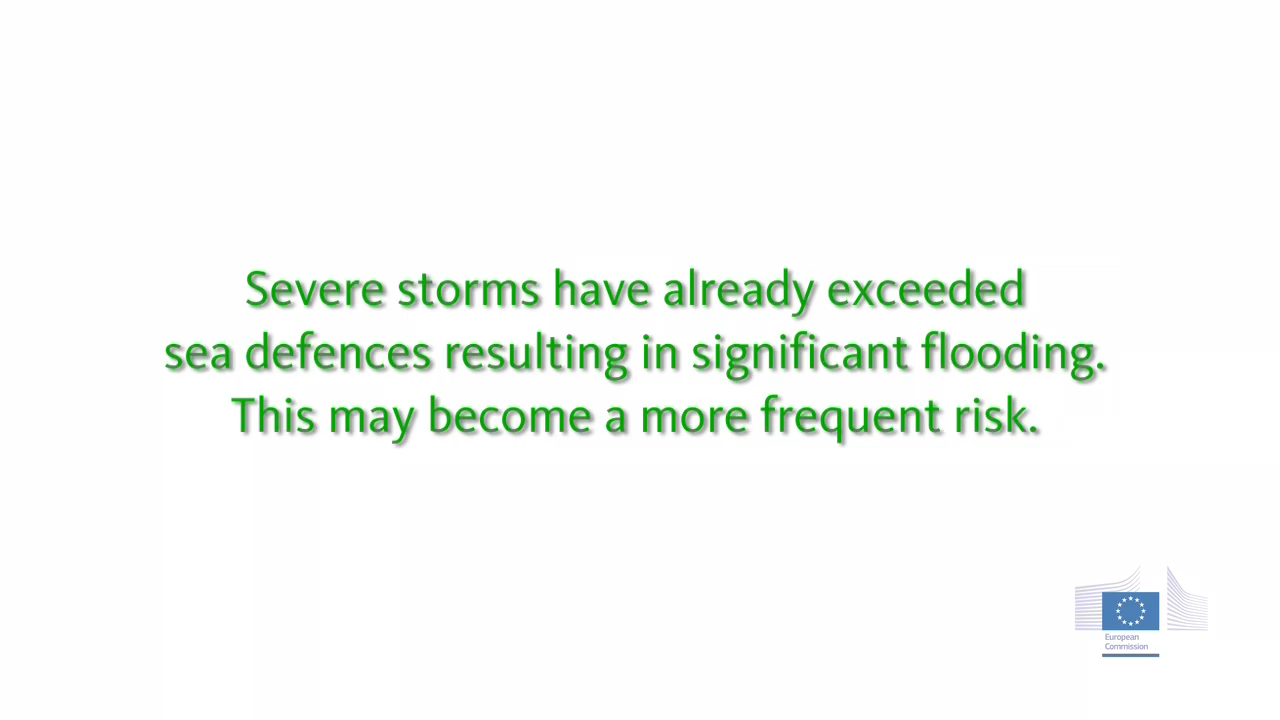 Severe storms have already exceeded
sea defences resulting in significant flooding.
This may become a more frequent risk.
European
Commission